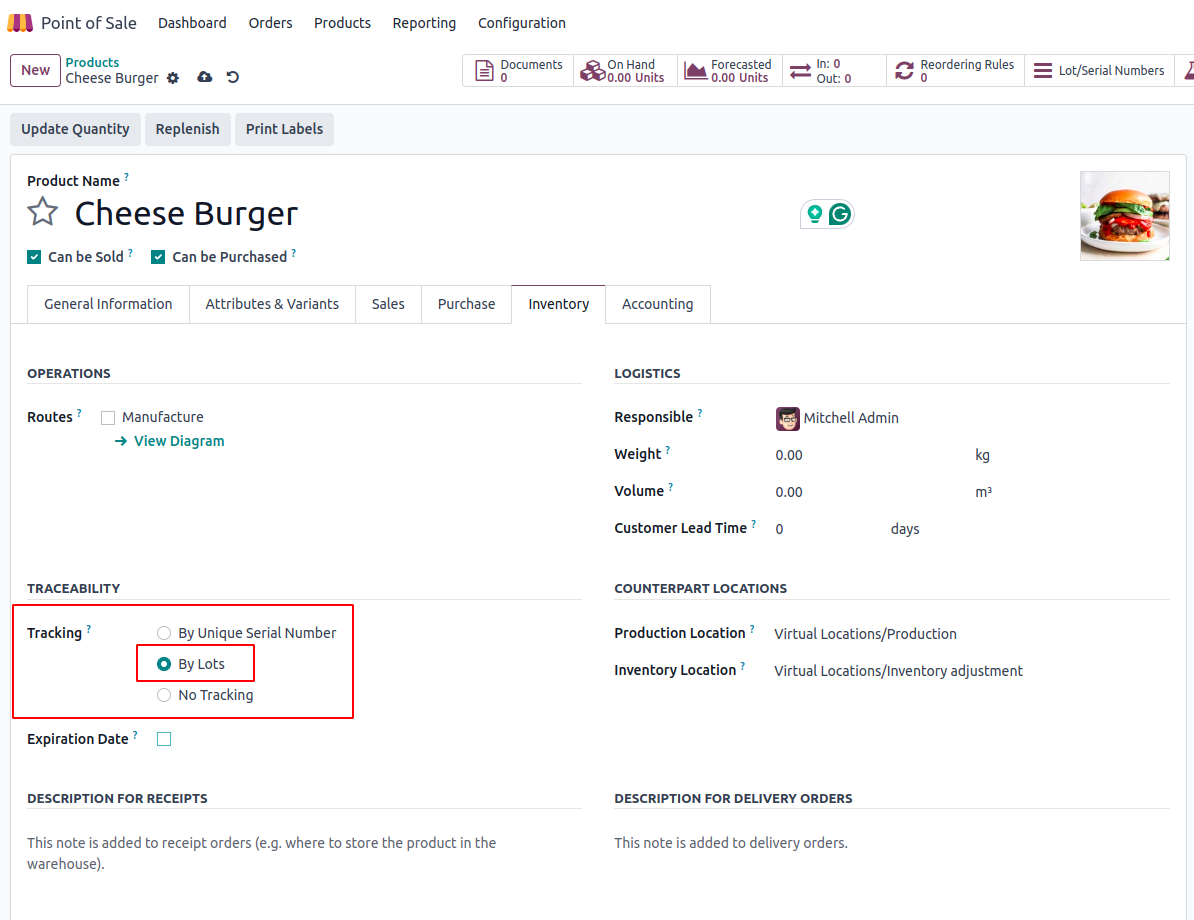 Point of Sale Dashboard Orders Products Reporting Configuration
New
Products
Cheese Burger
Documents
0
On Hand
0.00 Units
Forecasted
0.00 Units
In: 0
Out: 0
Reordering Rules
0
Lot/Serial Numbers
Update Quantity Replenish Print Labels
Product Name ?
Cheese Burger
Can be Sold ? Can be Purchased ?
General Information Attributes & Variants Sales Purchase Inventory Accounting
OPERATIONS
Routes ? Manufacture
View Diagram
LOGISTICS
Responsible ? Mitchell Admin
Weight ? 0.00 kg
Volume ? 0.00 m³
Customer Lead Time ? 0 days
TRACEABILITY
Tracking ? By Unique Serial Number
By Lots
No Tracking
Expiration Date ?
COUNTERPART LOCATIONS
Production Location ? Virtual Locations/Production
Inventory Location ? Virtual Locations/Inventory adjustment
DESCRIPTION FOR RECEIPTS
This note is added to receipt orders (e.g. where to store the product in the
warehouse).
DESCRIPTION FOR DELIVERY ORDERS
This note is added to delivery orders.